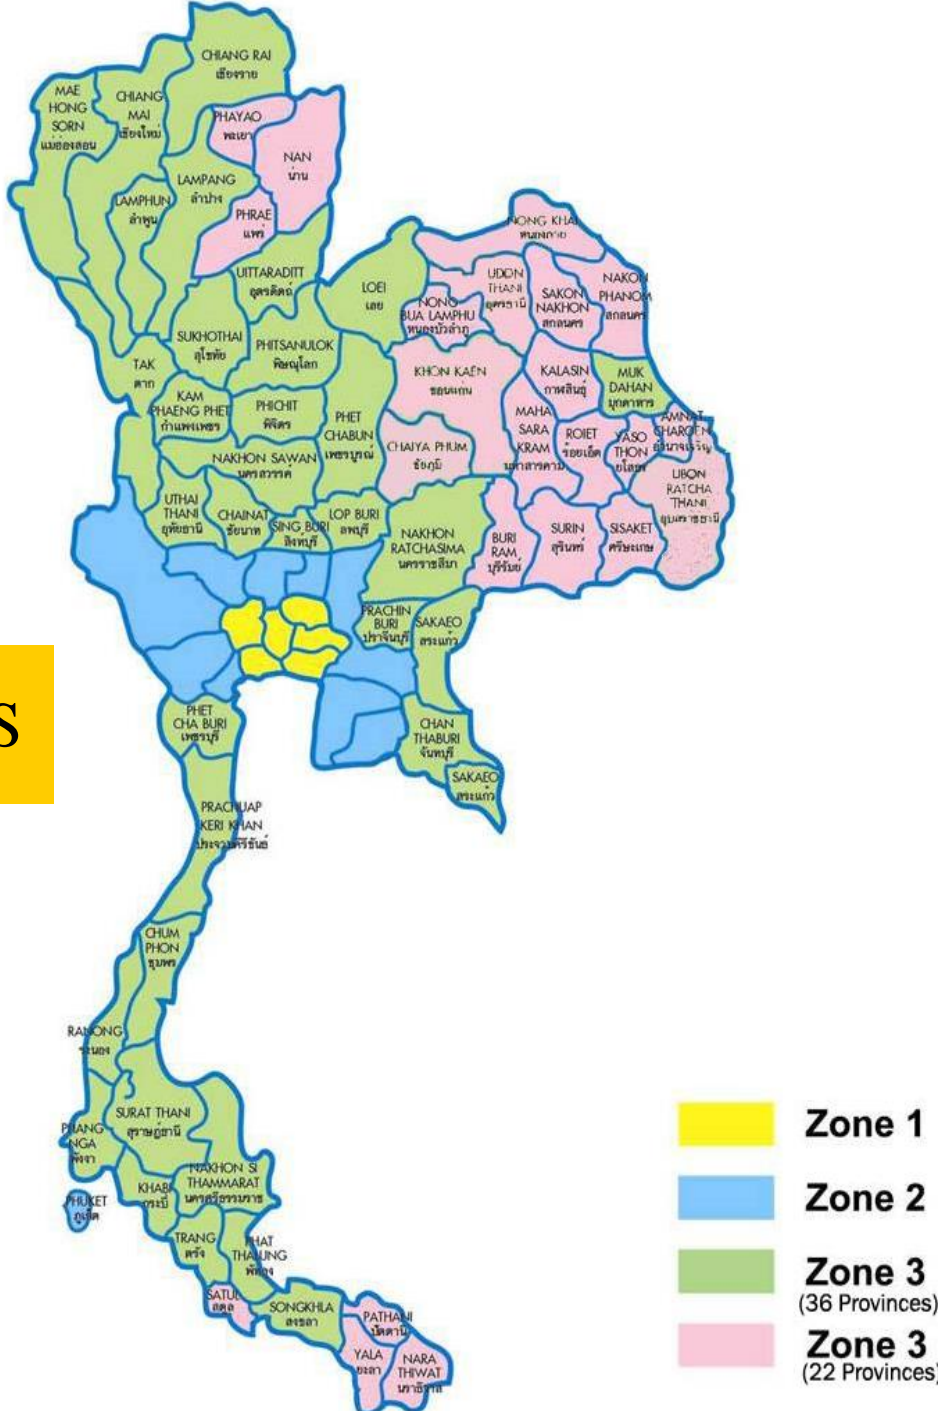 CHIANG RAI
เชียงราย
MAE
HONG
SORN
แม่ฮ่องสอน
CHIANG
MAI
เชียงใหม่
PHAYAO
พะเยา
NAN
น่าน
LAMPANG
ลำปาง
LAMPHUN
ลำพูน
PHRAE
แพร่
UITTARADITT
อุตรดิตถ์
NONG KHAI
หนองคาย
LOEI
เลย
UDON
THANI
อุดรธานี
NONG
BUA LAMPHU
หนองบัวลำภู
SAKON
NAKHON
สกลนคร
NAKON
PHANOM
สกลนคร
SUKHOTHAI
สุโขทัย
PHITSANULOK
พิษณุโลก
TAK
ตาก
KHON KAEN
ขอนแก่น
KALASIN
กาฬสินธุ์
MUK
DAHAN
มุกดาหาร
KAM
PHAENG PHET
กำแพงเพชร
PHICHIT
พิจิตร
PHET
CHABUN
เพชรบูรณ์
MAHA
SARA
KRAM
มหาสารคาม
ROIET
ร้อยเอ็ด
YASO
THON
ยโสธร
AMNAT
CHAROEN
อำนาจเจริญ
CHAIYA PHUM
ชัยภูมิ
NAKHON SAWAN
นครสวรรค์
UBON
RATCHA
THANI
อุบลราชธานี
UTHAI
THANI
อุทัยธานี
CHAINAT
ชัยนาท
SING BURI
สิงหบุรี
LOP BURI
ลพบุรี
NAKHON
RATCHASIMA
นครราชสีมา
BURI
RAM
บุรีรัมย์
SURIN
สุรินทร์
SISAKET
ศรีษะเกษ
PRACHIN
BURI
ปราจีนบุรี
SAKAEO
สระแก้ว
S
PHET
CHA BURI
เพชรบุรี
CHAN
THABURI
จันทบุรี
SAKAEO
สระแก้ว
PRACHUAP
KERI KHAN
ประจวบคีรีขันธ์
CHUM
PHON
ชุมพร
RANONG
ระนอง
SURAT THANI
สุราษฎ์ธานี
PHANG
NGA
พังงา
NAKHON SI
THAMMARAT
นครศรีธรรมราช
KHABI
กระบี่
PHUKET
ภูเก็ต
TRANG
ตรัง
PHAT
THALUNG
พัทลุง
SATUL
สตูล
SONGKHLA
สงขลา
PATHANI
ปัตตานี
YALA
ยะลา
NARA
THIWAT
นราธิวาส
Zone 1
Zone 2
Zone 3
(36 Provinces)
Zone 3
(22 Provinces)